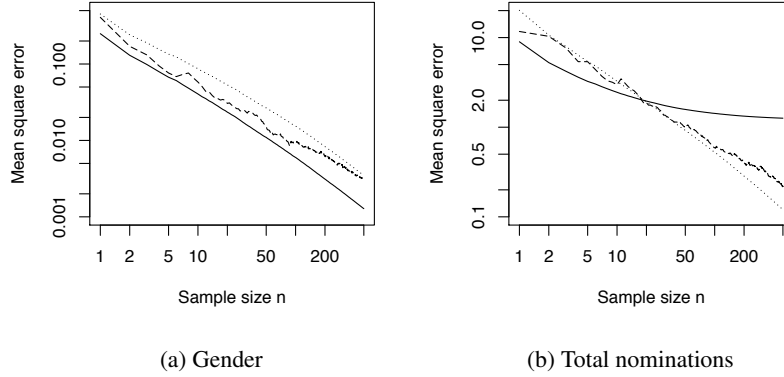 Mean square error
0.100
0.010
0.001
1 2 5 10 50 200
Sample size n
(a) Gender
Mean square error
10.0
2.0
0.5
0.1
1 2 5 10 50 200
Sample size n
(b) Total nominations